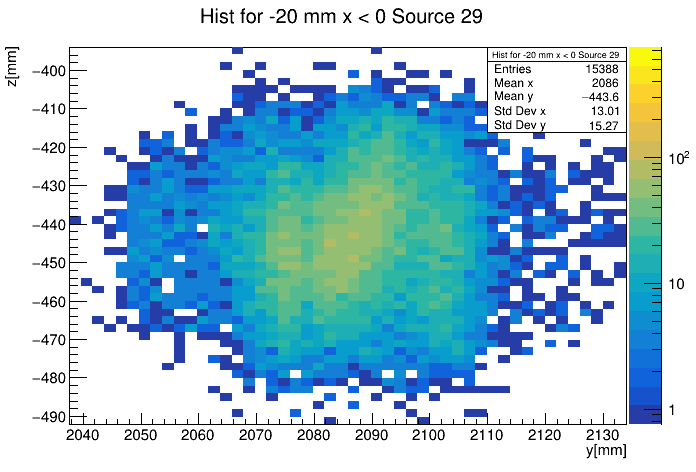 Hist for -20 mm x < 0 Source 29
z[mm]
Hist for -20 mm x < 0 Source 29
Entries 15388
Mean x 2086
Mean y −443.6
Std Dev x 13.01
Std Dev y 15.27
−400
−410
−420
−430
−440
−450
−460
−470
−480
−490
2040 2050 2060 2070 2080 2090 2100 2110 2120 2130
y[mm]
10²
10
1